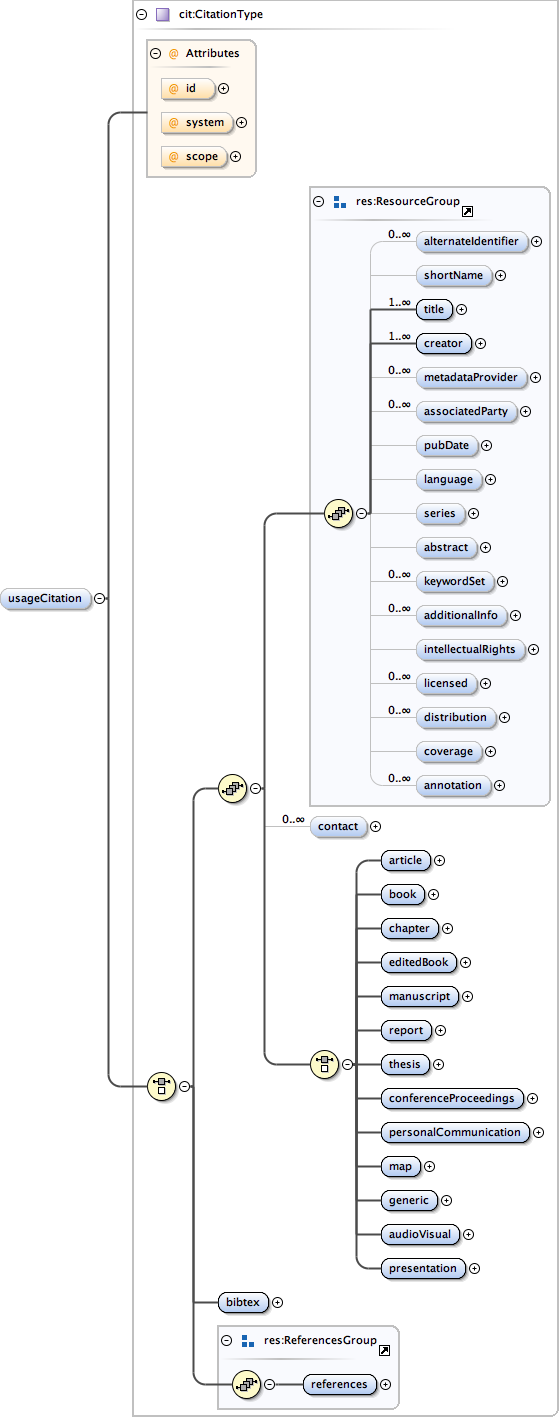 cit:CitationType
@ Attributes
@ id
@ system
@ scope
res:ResourceGroup
0..∞ alternateIdentifier
shortName
1..∞ title
1..∞ creator
0..∞ metadataProvider
0..∞ associatedParty
pubDate
language
series
abstract
0..∞ keywordSet
0..∞ additionalInfo
intellectualRights
0..∞ licensed
0..∞ distribution
coverage
0..∞ annotation
usageCitation
0..∞ contact
article
book
chapter
editedBook
manuscript
report
thesis
conferenceProceedings
personalCommunication
map
generic
audioVisual
presentation
bibtex
res:ReferencesGroup
references